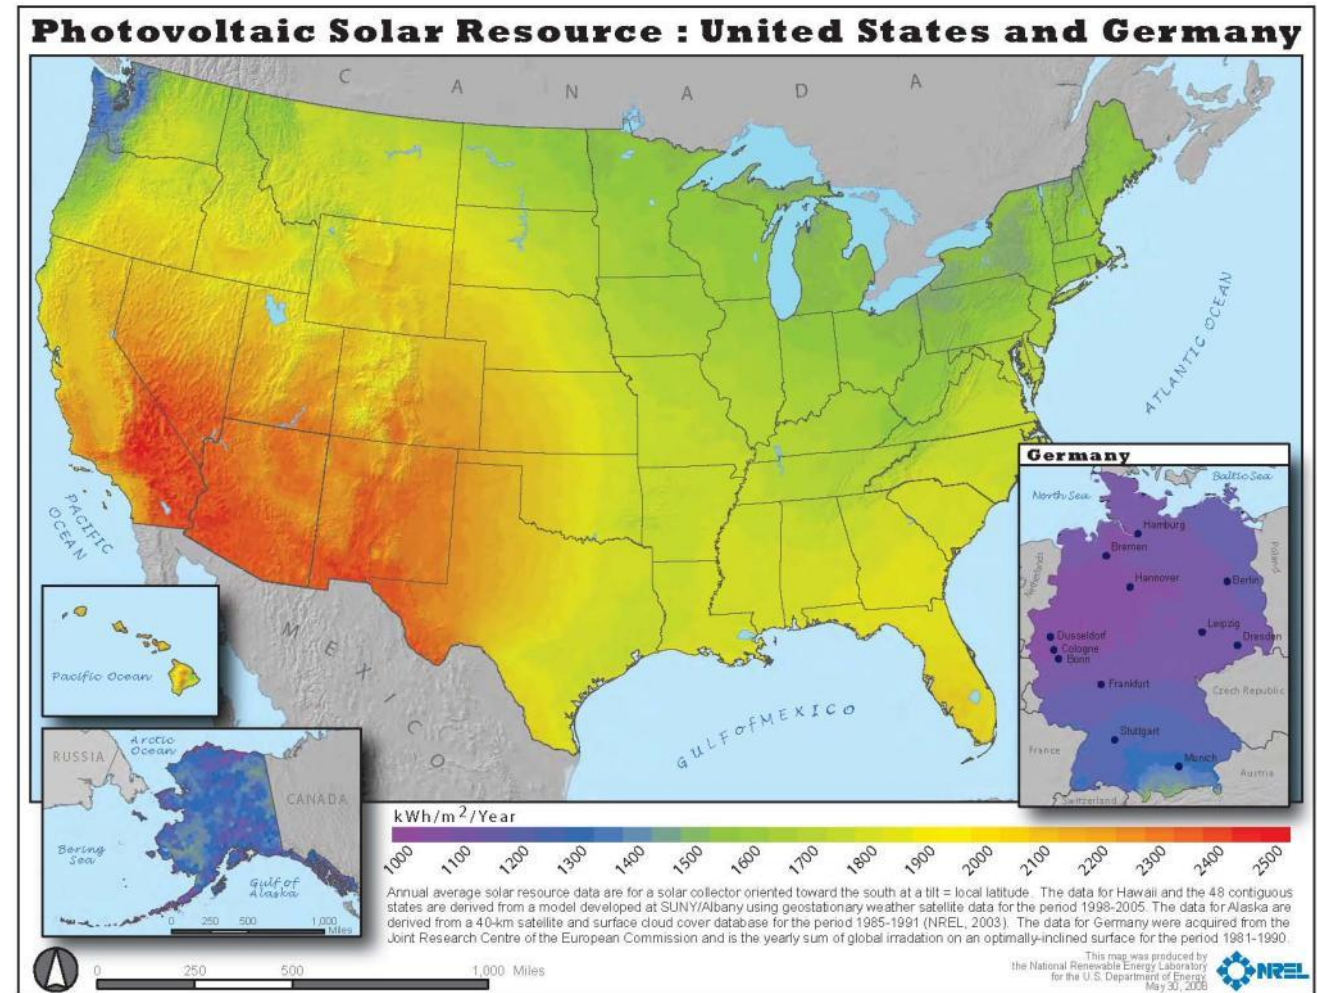 Photovoltaic Solar Resource : United States and Germany
C A N A D A
ATLANTIC OCEAN
PACIFIC
OCEAN
MEXICO
GULF of MEXICO
Pacific Ocean
Arctic
Ocean
RUSSIA
CANADA
Bering
Sea
Gulf of
Alaska
0 250 500 1,000
Miles
Germany
North Sea
Baltic Sea
Hamburg
Bremen
Netherlands
Poland
Hannover
Berlin
Leipzig
Dusseldorf
Dresden
Cologne
Bonn
Frankfurt
Czech Republic
Stuttgart
France
Munich
Austria
Switzerland
kWh/m²/Year
1000 1100 1200 1300 1400 1500 1600 1700 1800 1900 2000 2100 2200 2300 2400 2500
Annual average solar resource data are for a solar collector oriented toward the south at a tilt = local latitude. The data for Hawaii and the 48 contiguous
states are derived from a model developed at SUNY/Albany using geostationary weather satellite data for the period 1998-2005. The data for Alaska are
derived from a 40-km satellite and surface cloud cover database for the period 1985-1991 (NREL, 2003). The data for Germany were acquired from the
Joint Research Centre of the European Commission and is the yearly sum of global irradation on an optimally-inclined surface for the period 1981-1990.
0 250 500 1,000 Miles
This map was produced by
the National Renewable Energy Laboratory
for the U.S. Department of Energy.
May 30, 2008
NREL